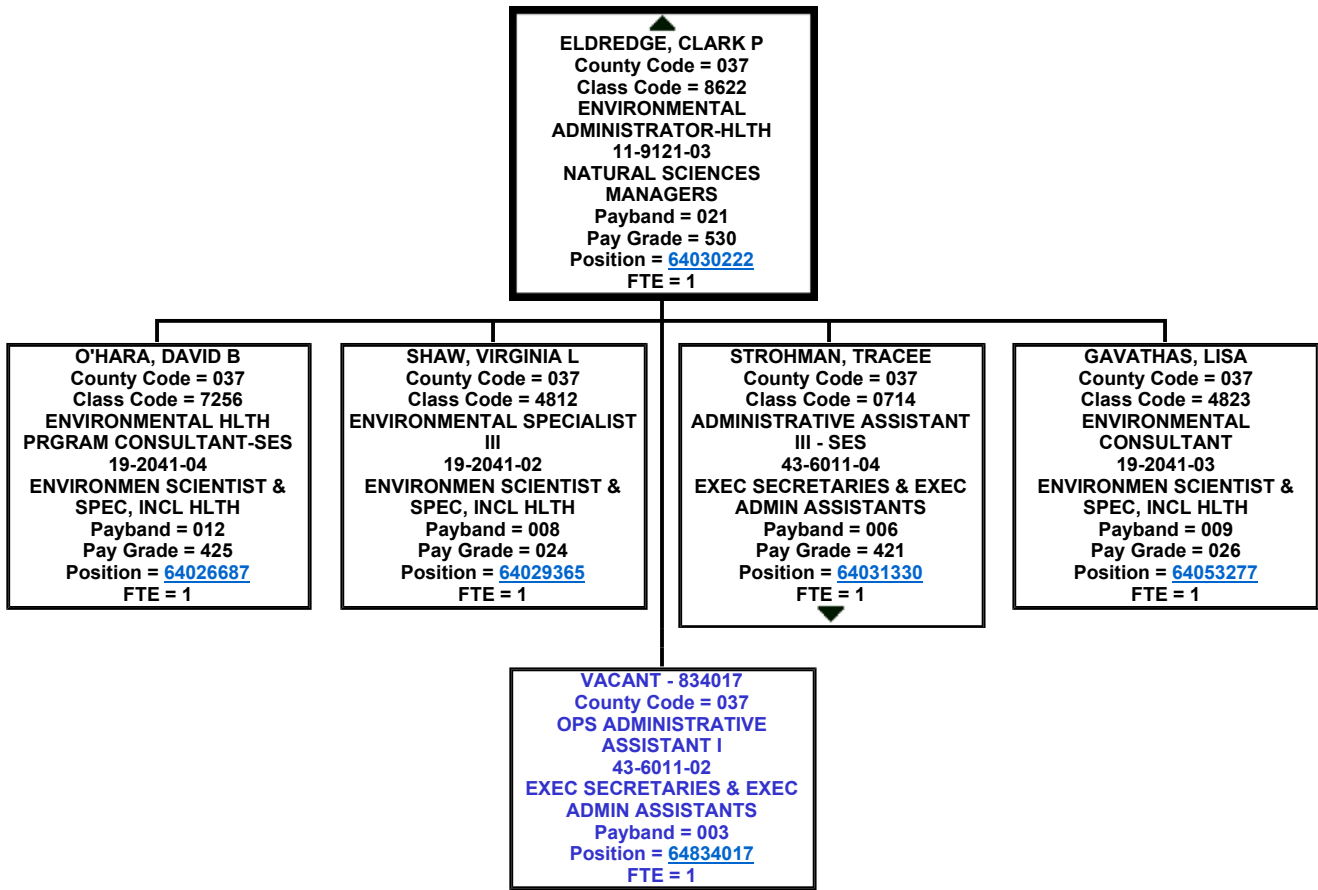 ELDREDGE, CLARK P
County Code = 037
Class Code = 8622
ENVIRONMENTAL
ADMINISTRATOR-HLTH
11-9121-03
NATURAL SCIENCES
MANAGERS
Payband = 021
Pay Grade = 530
Position = 64030222
FTE = 1
O'HARA, DAVID B
County Code = 037
Class Code = 7256
ENVIRONMENTAL HLTH
PRGRAM CONSULTANT-SES
19-2041-04
ENVIRONMEN SCIENTIST &
SPEC, INCL HLTH
Payband = 012
Pay Grade = 425
Position = 64026687
FTE = 1
SHAW, VIRGINIA L
County Code = 037
Class Code = 4812
ENVIRONMENTAL SPECIALIST
III
19-2041-02
ENVIRONMEN SCIENTIST &
SPEC, INCL HLTH
Payband = 008
Pay Grade = 024
Position = 64029365
FTE = 1
STROHMAN, TRACEE
County Code = 037
Class Code = 0714
ADMINISTRATIVE ASSISTANT
III - SES
43-6011-04
EXEC SECRETARIES & EXEC
ADMIN ASSISTANTS
Payband = 006
Pay Grade = 421
Position = 64031330
FTE = 1
GAVATHAS, LISA
County Code = 037
Class Code = 4823
ENVIRONMENTAL
CONSULTANT
19-2041-03
ENVIRONMEN SCIENTIST &
SPEC, INCL HLTH
Payband = 009
Pay Grade = 026
Position = 64053277
FTE = 1
VACANT - 834017
County Code = 037
OPS ADMINISTRATIVE
ASSISTANT I
43-6011-02
EXEC SECRETARIES & EXEC
ADMIN ASSISTANTS
Payband = 003
Position = 64834017
FTE = 1